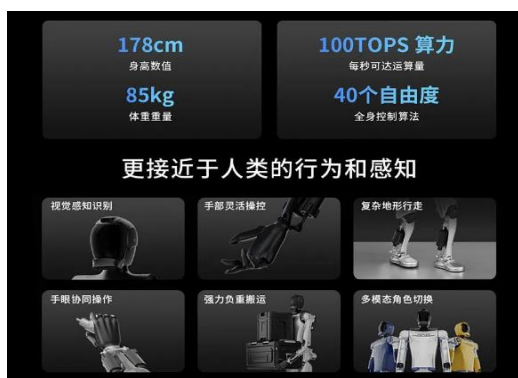 178cm
身高数值
85kg
体重重量
100TOPS 算力
每秒可达运算量
40个自由度
全身控制算法
更接近于人类的行为和感知
视觉感知识别
手部灵活操控
复杂地形行走
手眼协同操作
强力负重搬运
多模态角色切换